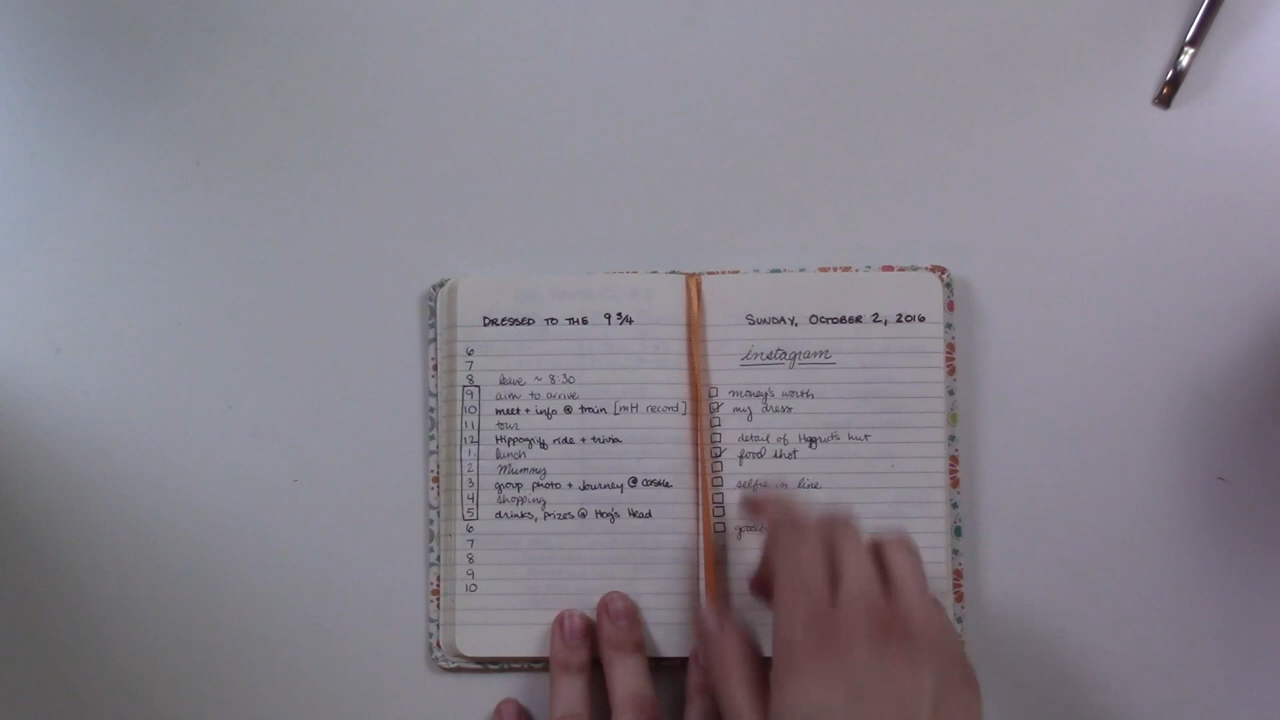 DRESSED TO THE 9 3/4
6
7
8 leave ~ 8:30
9 aim to arrive
10 meet + info @ train [MH record]
11 tour
12 Hippogriff ride + trivia
1 lunch
2 Mummy
3 group photo + Journey @ castle
4 shopping
5 drinks, prizes @ Hog's Head
6
7
8
9
10
SUNDAY, OCTOBER 2, 2016
instagram
money's worth
my dress
detail of Hagrid's hut
food shot
selfie in line